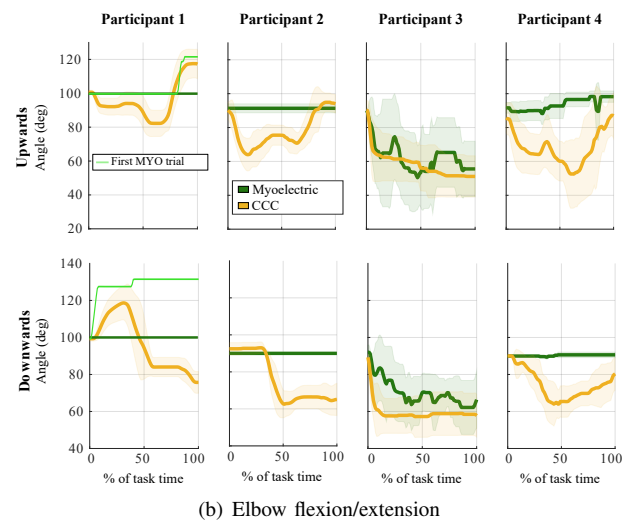 Participant 1 Participant 2 Participant 3 Participant 4
Upwards
Angle (deg)
120
100
80
60
40
20
First MYO trial
Myoelectric
CCC
Downwards
Angle (deg)
140
120
100
80
60
40
0 50 100 0 50 100 0 50 100 0 50 100
% of task time % of task time % of task time % of task time
(b) Elbow flexion/extension